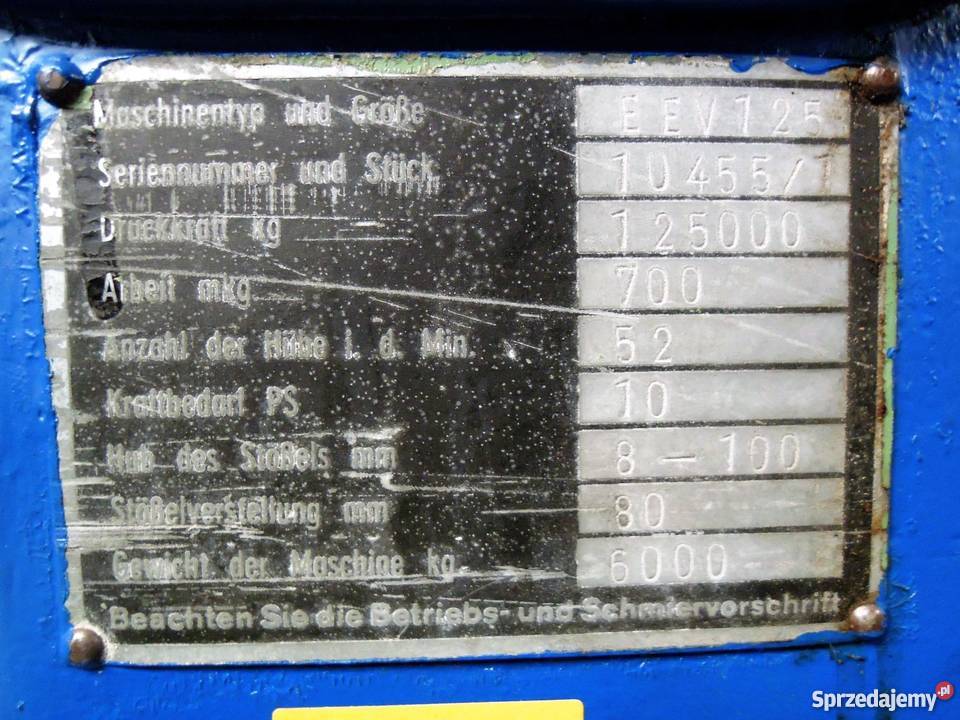 Maschinentyp und Größe EEV125
Seriennummer und Stück 10455/1
Druckkraft kg 125000
Arbeit mkg 700
Anzahl der Hübe i. d. Min. 52
Kraftbedarf PS 10
Hub des Stößels mm 8-100
Stößelverstellung mm 80
Gewicht der Maschine kg 6000
Beachten Sie die Betriebs- und Schmiervorschrift
Sprzedajemy.pl